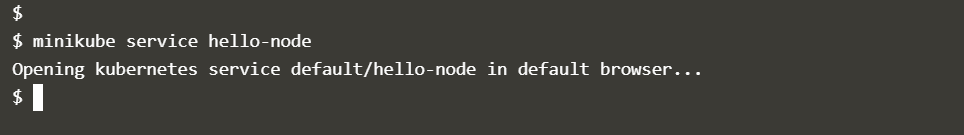 $
$ minikube service hello-node
Opening kubernetes service default/hello-node in default browser...
$